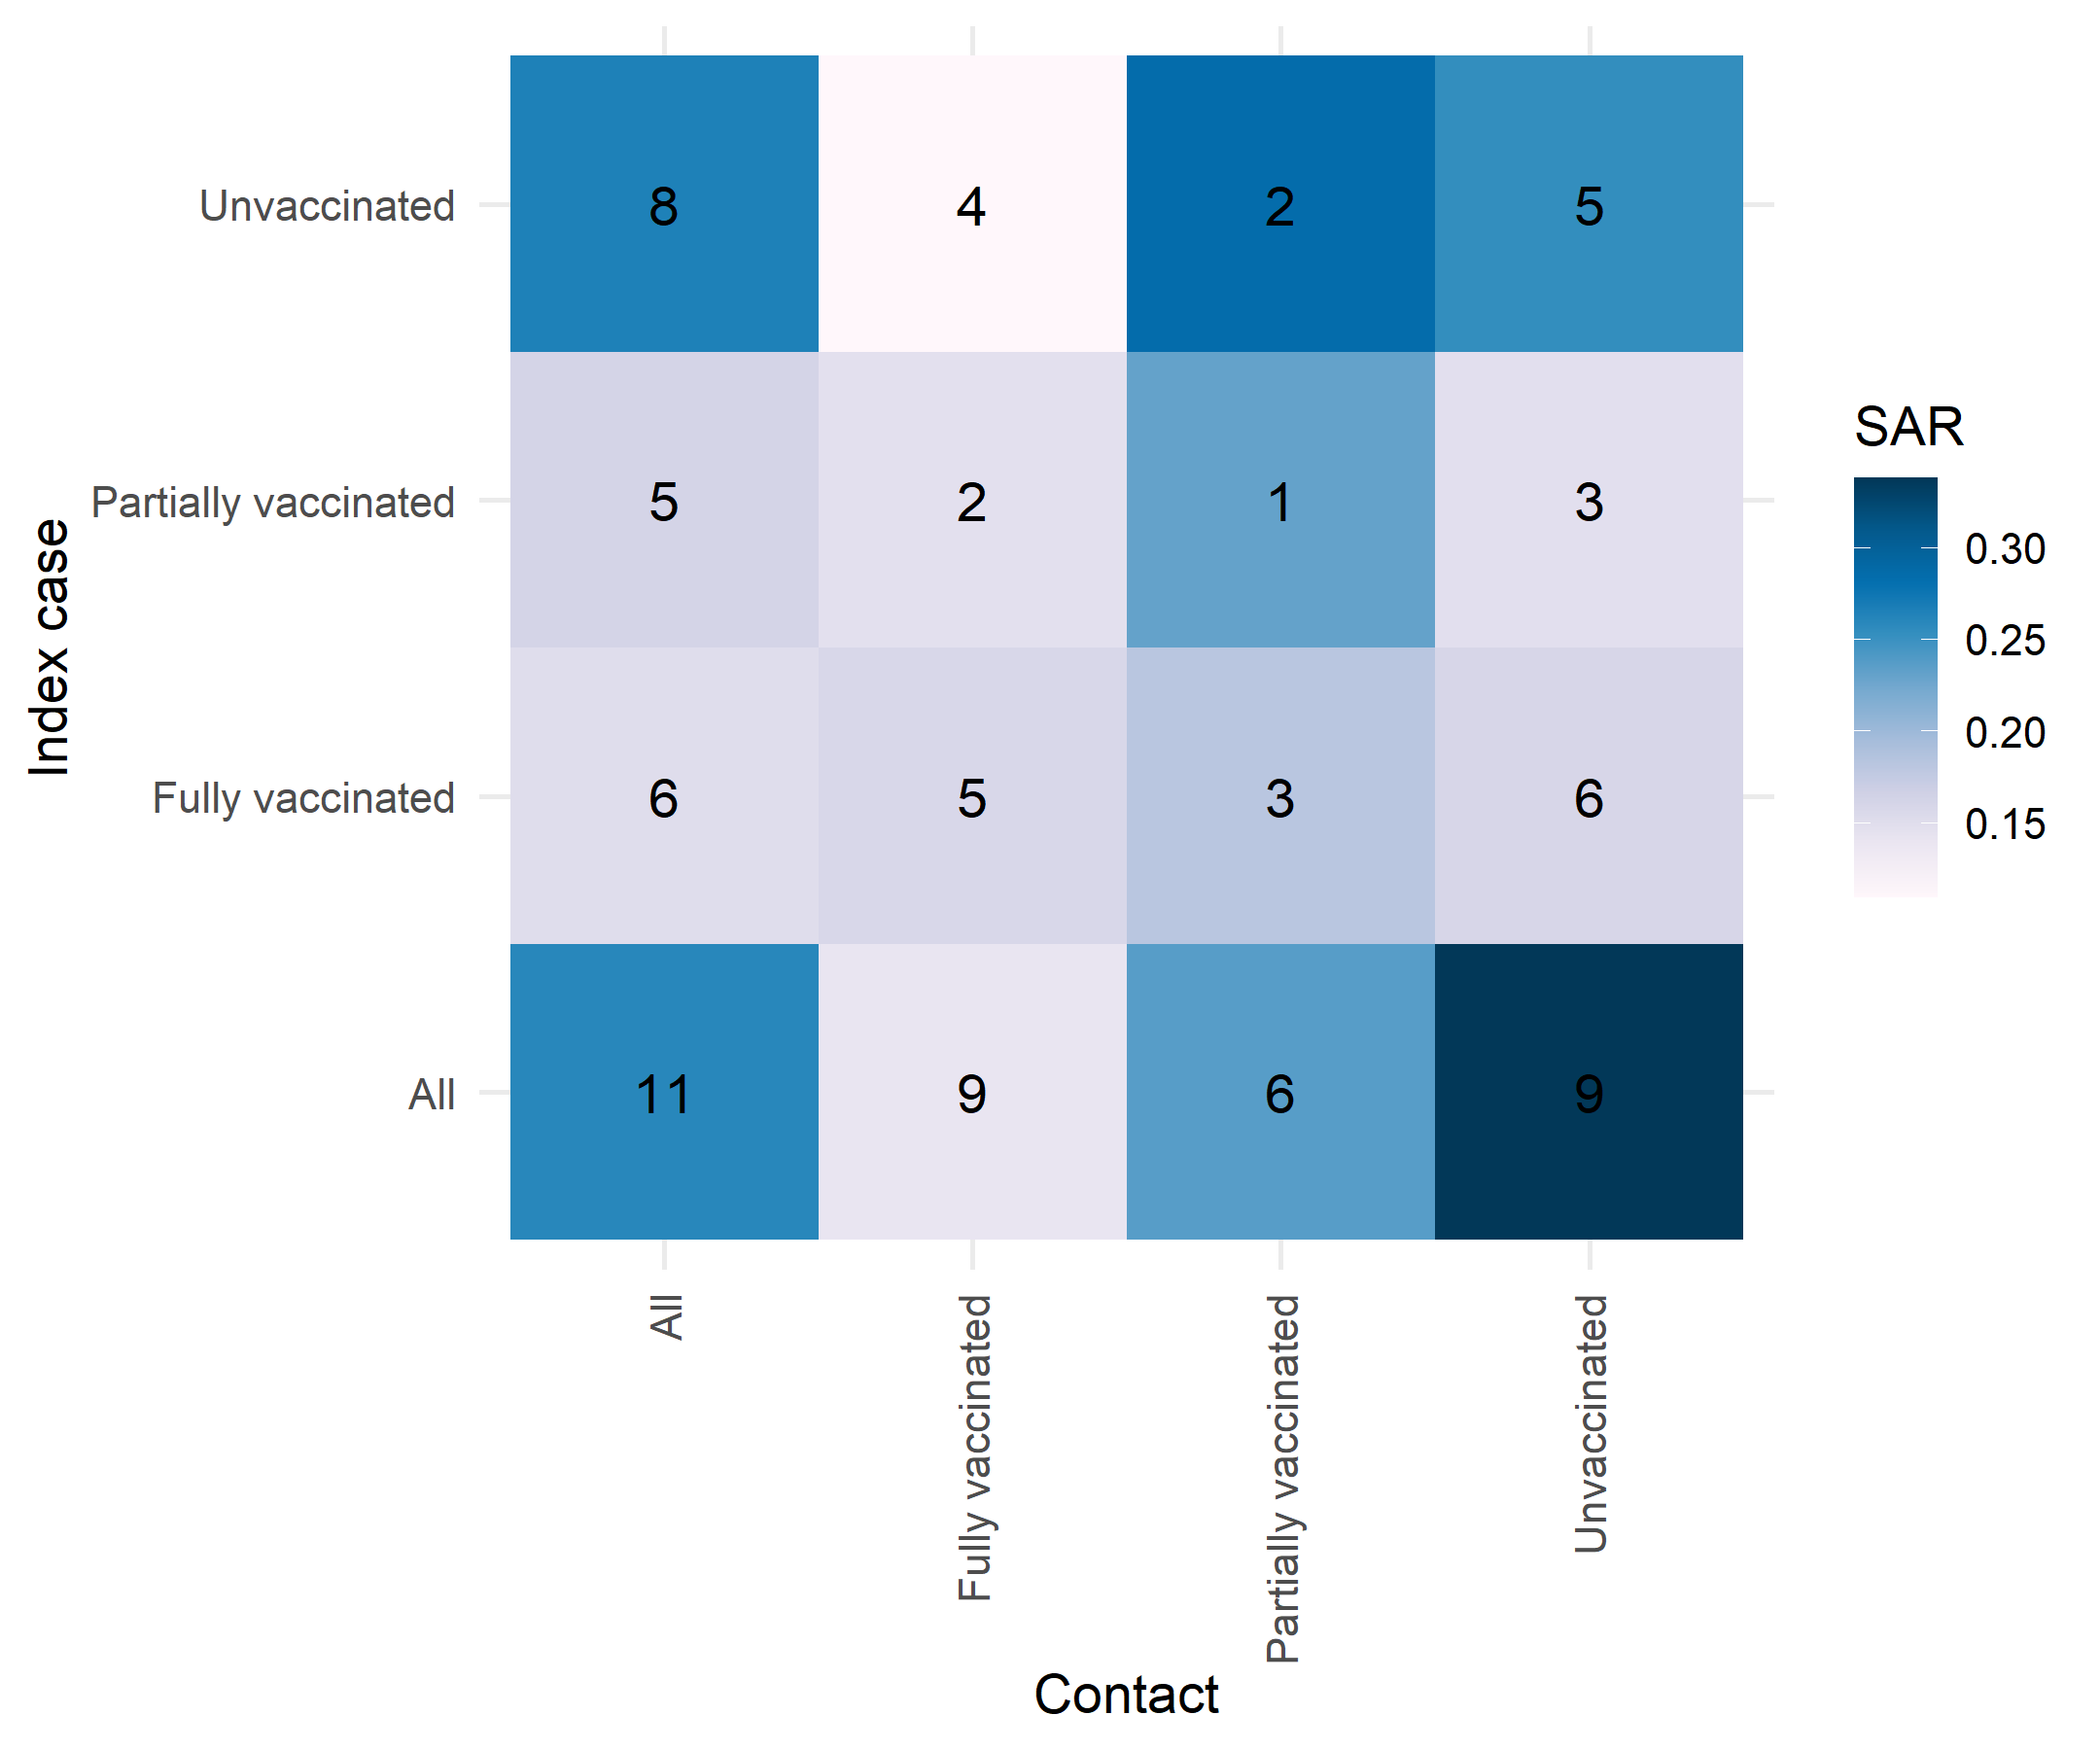 Index case
Unvaccinated
8 4 2 5
Partially vaccinated
5 2 1 3
Fully vaccinated
6 5 3 6
All
11 9 6 9
All
Fully vaccinated
Partially vaccinated
Unvaccinated
Contact
SAR
0.30
0.25
0.20
0.15